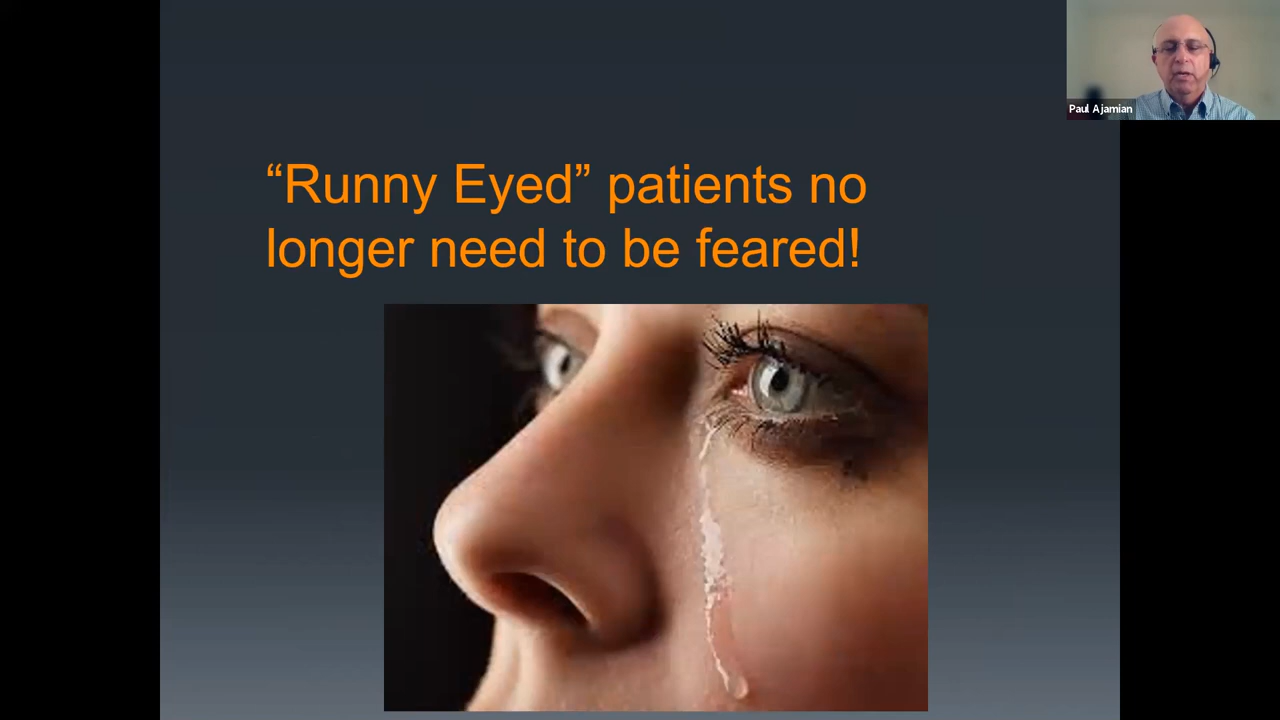 Paul Ajamian
“Runny Eyed” patients no
longer need to be feared!